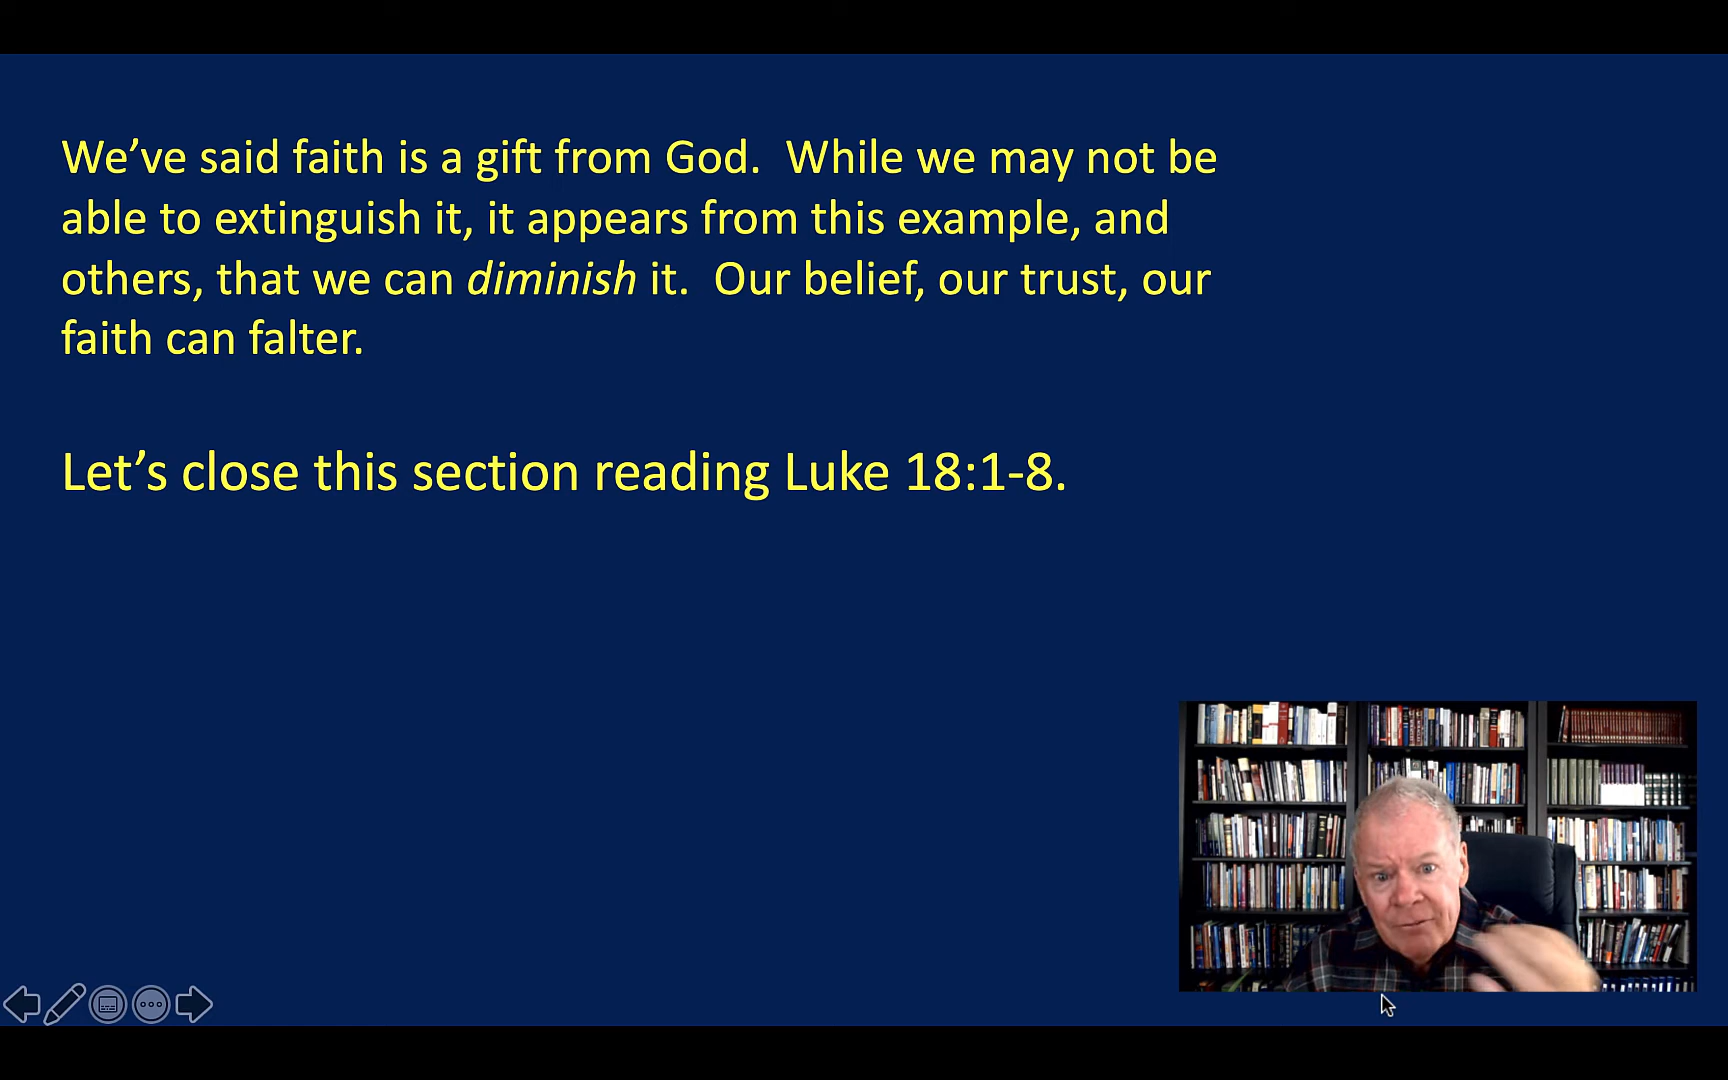 We’ve said faith is a gift from God.  While we may not be
able to extinguish it, it appears from this example, and
others, that we can diminish it.  Our belief, our trust, our
faith can falter.
Let’s close this section reading Luke 18:1-8.